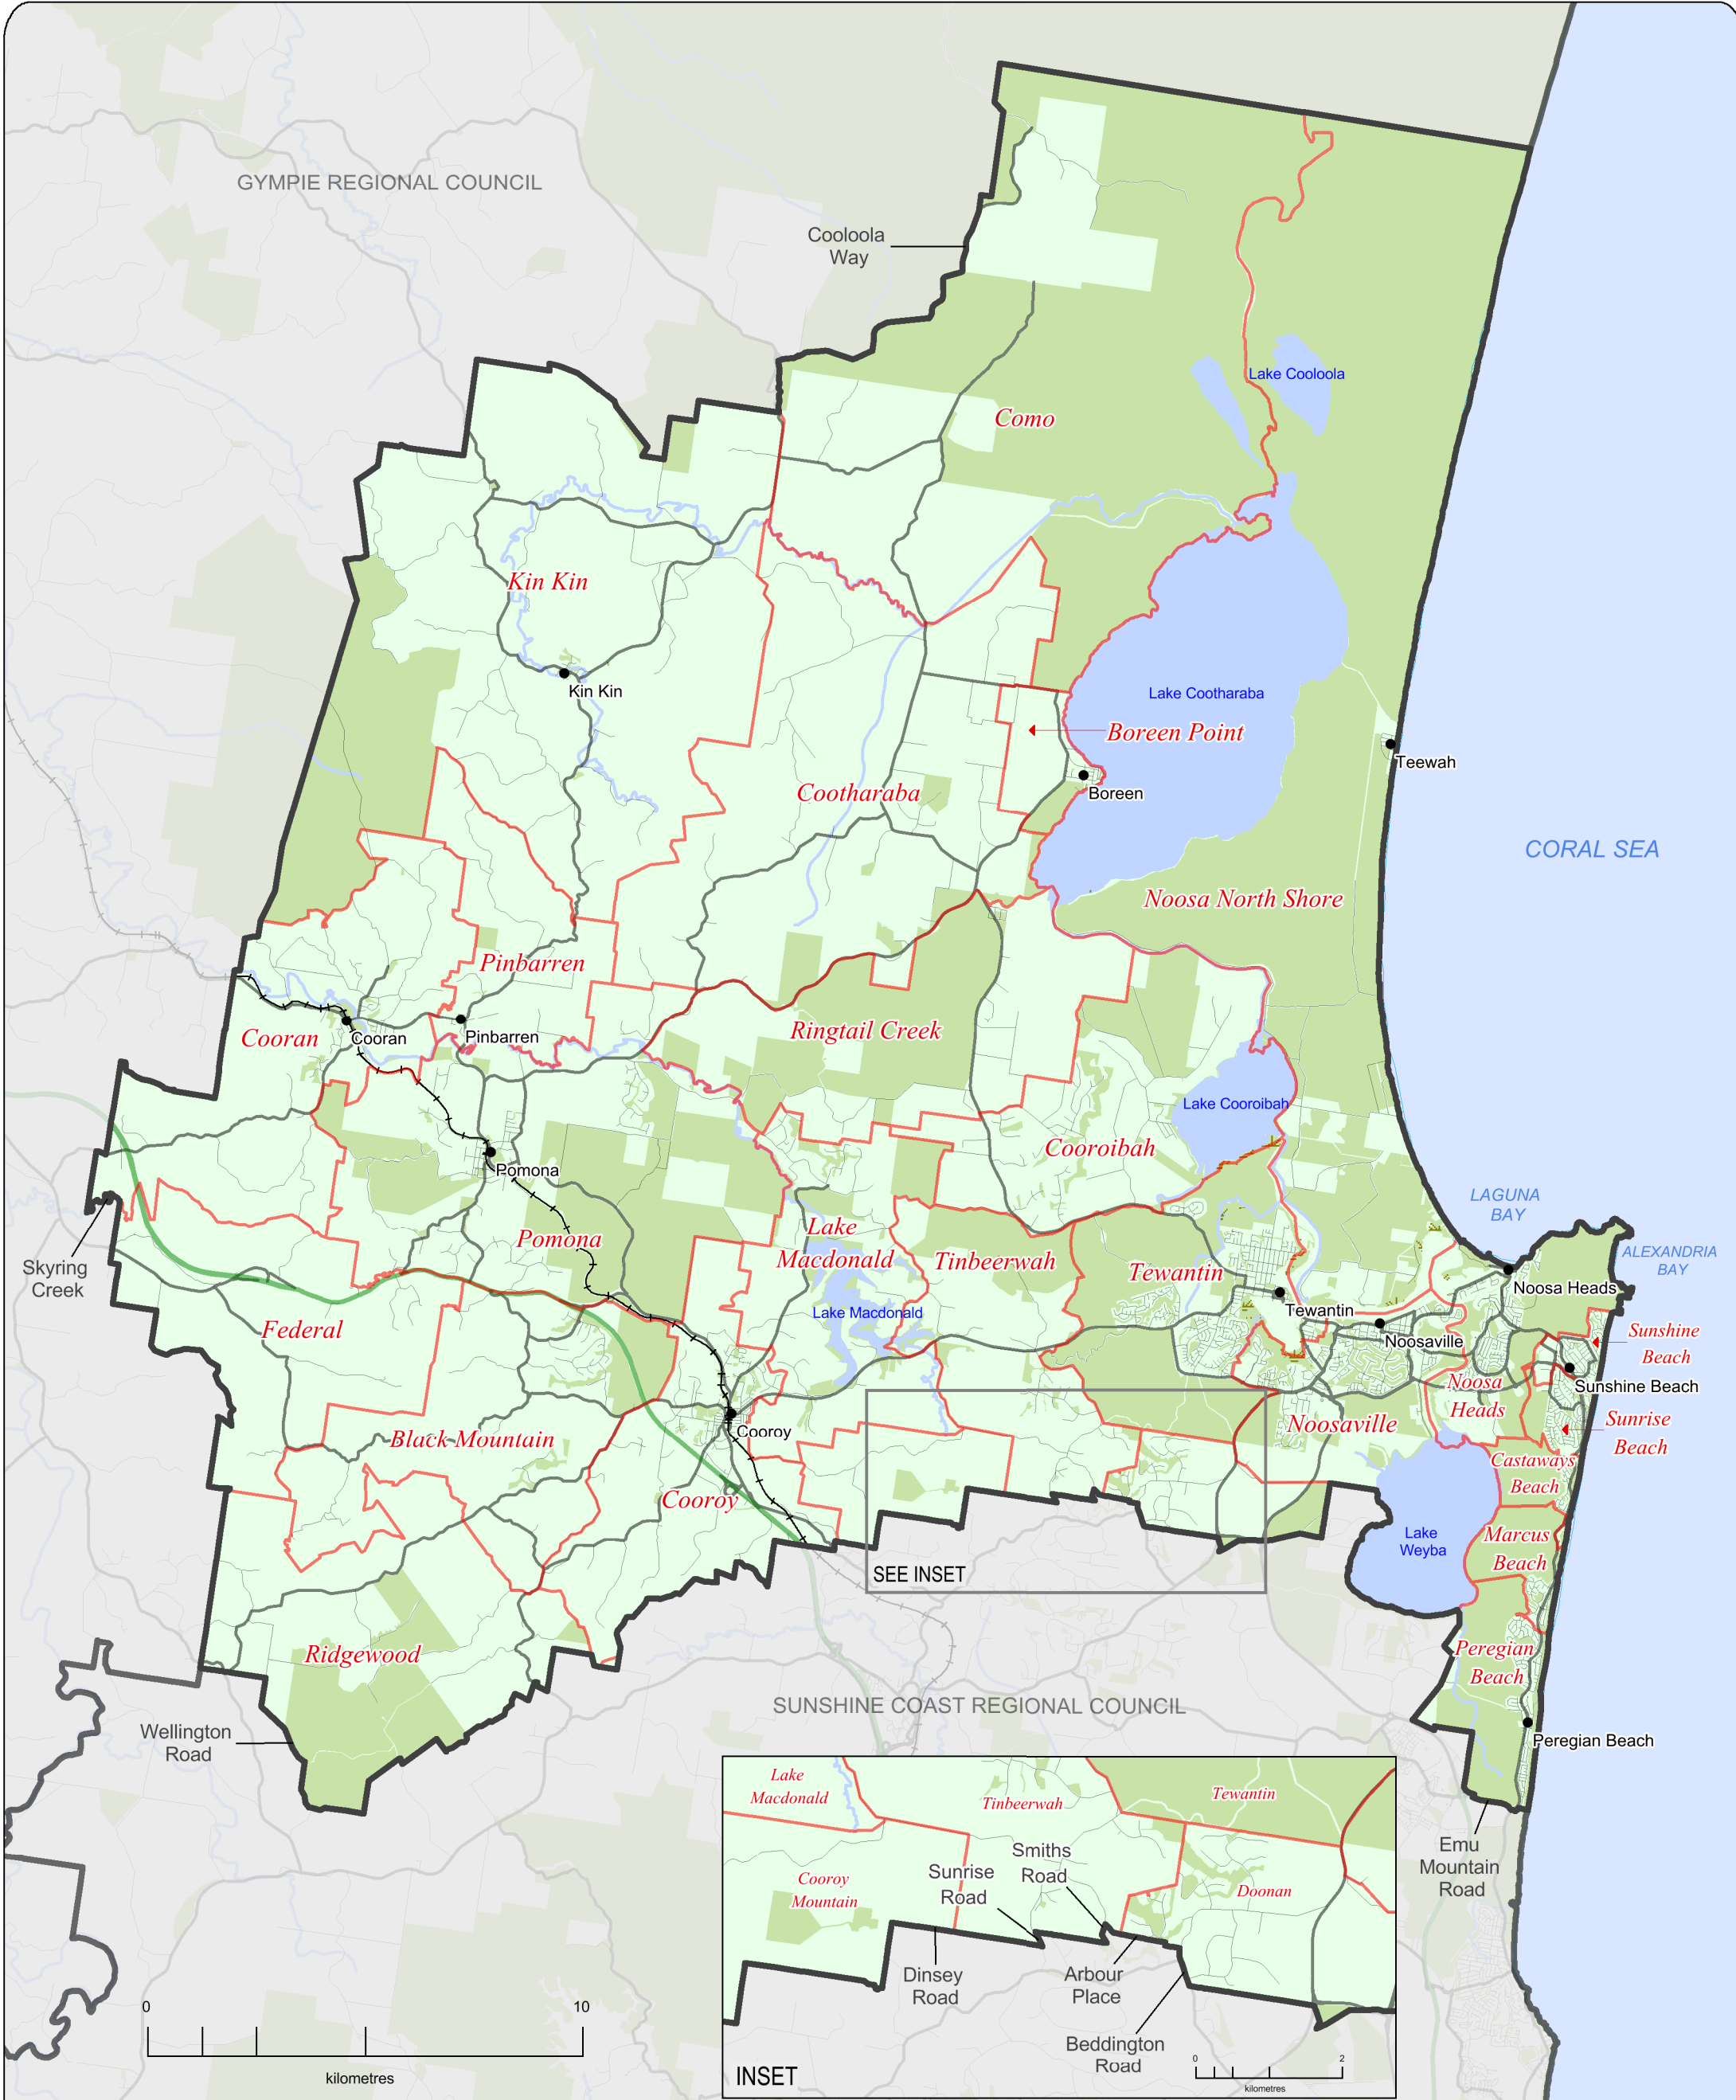 GYMPIE REGIONAL COUNCIL
Cooloola
Way
Lake Cooloola
Como
Kin Kin
Kin Kin
Lake Cootharaba
Boreen Point
Teewah
Boreen
Cootharaba
CORAL SEA
Noosa North Shore
Pinbarren
Ringtail Creek
Cooran
Cooran
Pinbarren
Lake Cooroibah
Cooroibah
Pomona
LAGUNA
BAY
Lake
Macdonald
Pomona
Tinbeerwah
Tewantin
ALEXANDRIA
BAY
Skyring
Creek
Noosa Heads
Lake Macdonald
Tewantin
Federal
Noosaville
Sunshine
Beach
Noosa
Heads
Sunshine Beach
Noosaville
Sunrise
Beach
Cooroy
Black Mountain
Castaways
Beach
Cooroy
Lake
Weyba
Marcus
Beach
SEE INSET
Ridgewood
Peregian
Beach
SUNSHINE COAST REGIONAL COUNCIL
Wellington
Road
Peregian Beach
Lake
Macdonald
Tinbeerwah
Tewantin
Emu
Mountain
Road
Smiths
Road
Sunrise
Road
Cooroy
Mountain
Doonan
Dinsey
Road
Arbour
Place
Beddington
Road
0 10
kilometres
INSET
0 2
kilometres